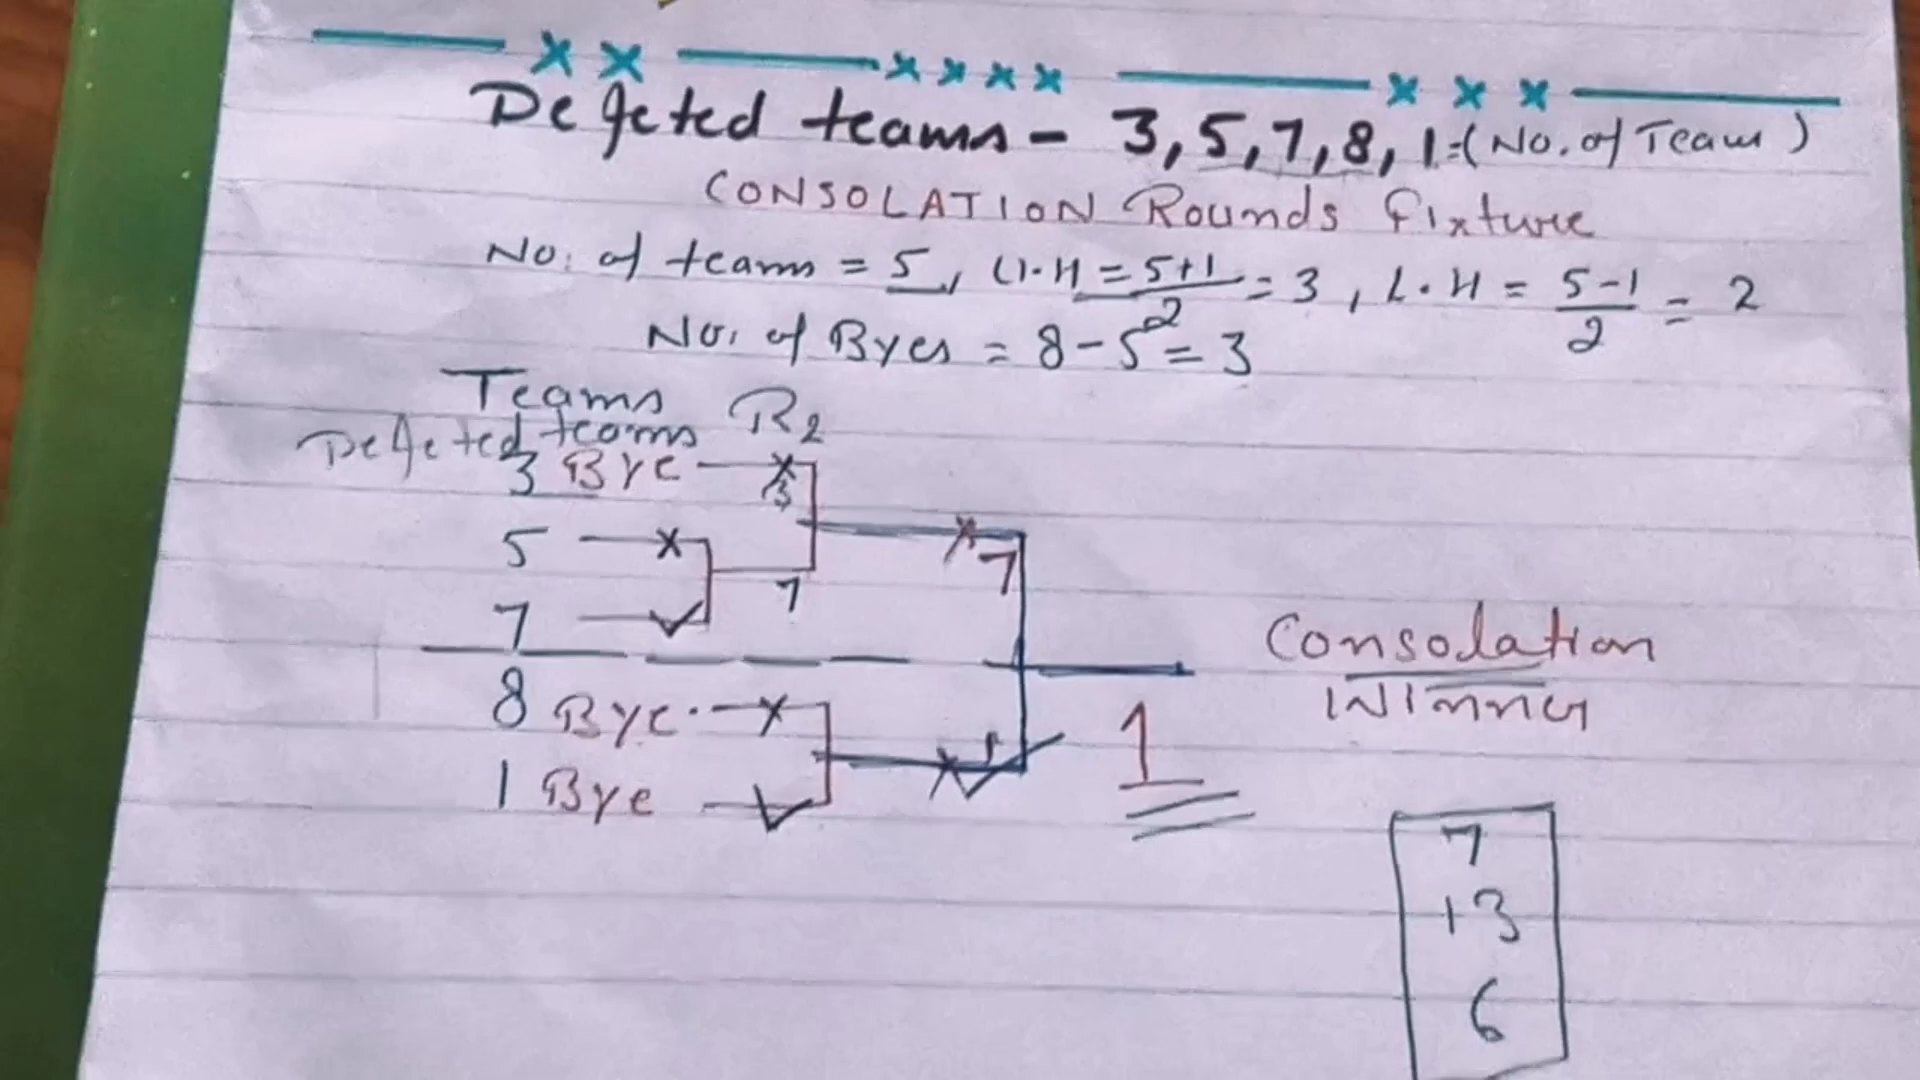 Defeted teams - 3, 5, 7, 8, 1 = (No. of Team)
CONSOLATION Rounds Fixture
No. of teams = 5, U.H = 5+1/2 = 3, L.H = 5-1/2 = 2
No. of Byes = 8 - 5 = 3
Teams R2
Defeted teams
3 Bye 3
5
7 7
7
8 Bye.
1 Bye
1
1
Consolation
Winner
7
13
6